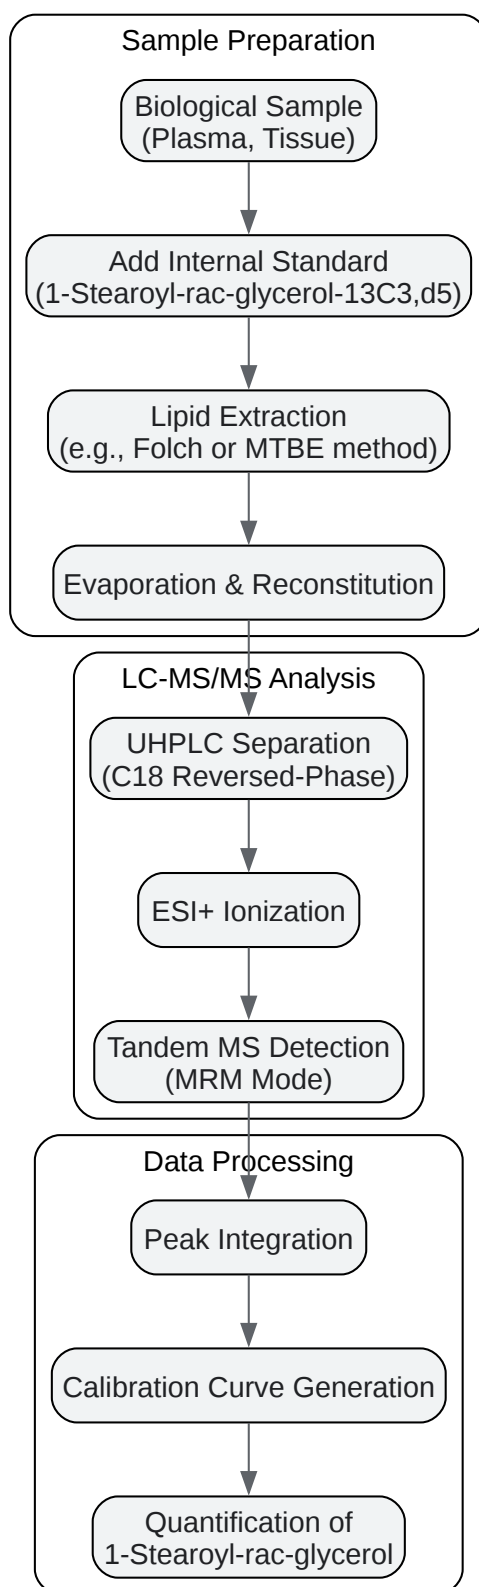 Sample Preparation
Biological Sample
(Plasma, Tissue)
Add Internal Standard
(1-Stearoyl-rac-glycerol-13C3,d5)
Lipid Extraction
(e.g., Folch or MTBE method)
Evaporation & Reconstitution
LC-MS/MS Analysis
UHPLC Separation
(C18 Reversed-Phase)
ESI+ Ionization
Tandem MS Detection
(MRM Mode)
Data Processing
Peak Integration
Calibration Curve Generation
Quantification of
1-Stearoyl-rac-glycerol